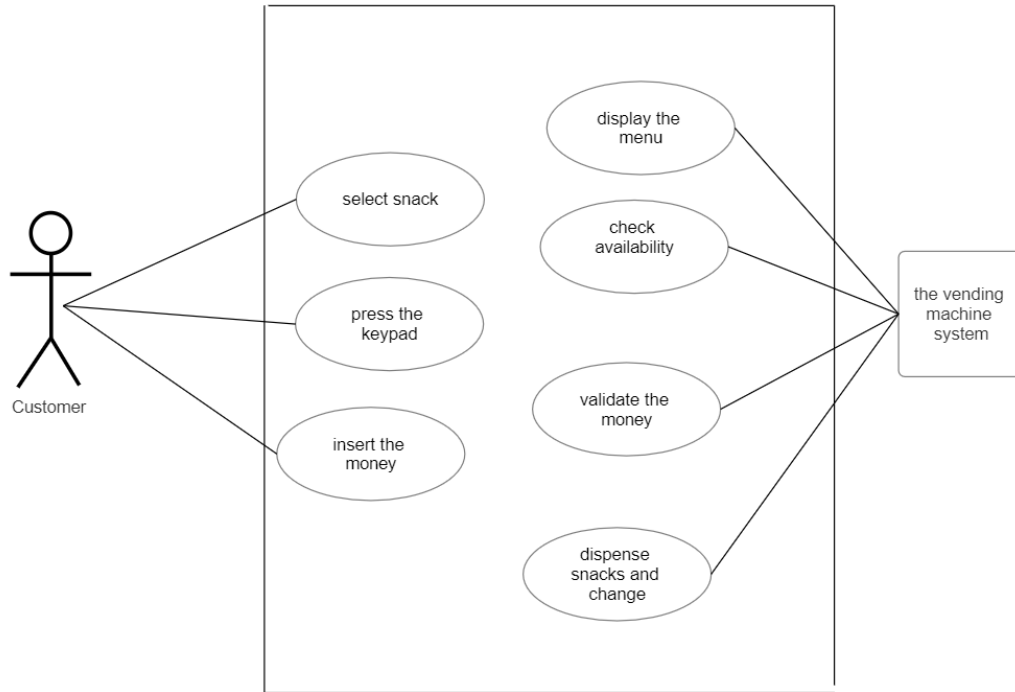 display the
menu
select snack
check
availability
press the
keypad
the vending
machine
system
Customer
validate the
money
insert the
money
dispense
snacks and
change